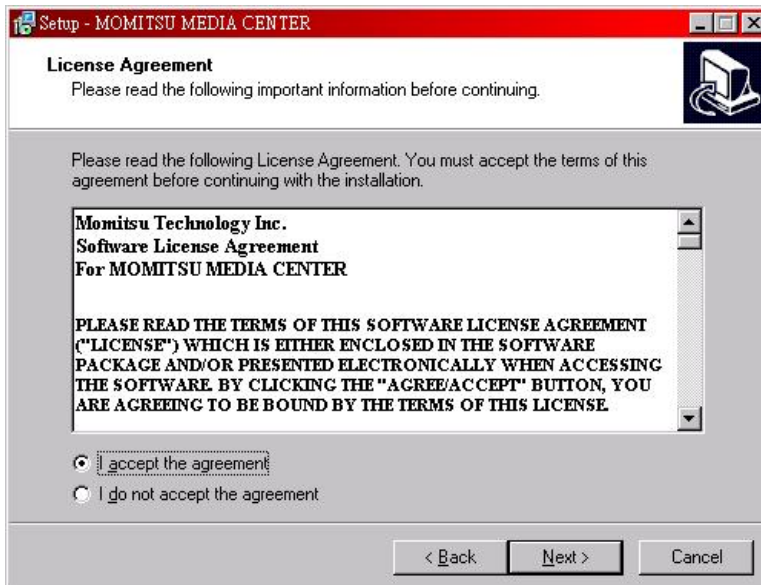 Setup - MOMITSU MEDIA CENTER
License Agreement
Please read the following important information before continuing.
Please read the following License Agreement. You must accept the terms of this
agreement before continuing with the installation.
Momitsu Technology Inc.
Software License Agreement
For MOMITSU MEDIA CENTER
PLEASE READ THE TERMS OF THIS SOFTWARE LICENSE AGREEMENT
("LICENSE") WHICH IS EITHER ENCLOSED IN THE SOFTWARE
PACKAGE AND/OR PRESENTED ELECTRONICALLY WHEN ACCESSING
THE SOFTWARE. BY CLICKING THE "AGREE/ACCEPT" BUTTON, YOU
ARE AGREEING TO BE BOUND BY THE TERMS OF THIS LICENSE.
I accept the agreement
I do not accept the agreement
< Back Next > Cancel